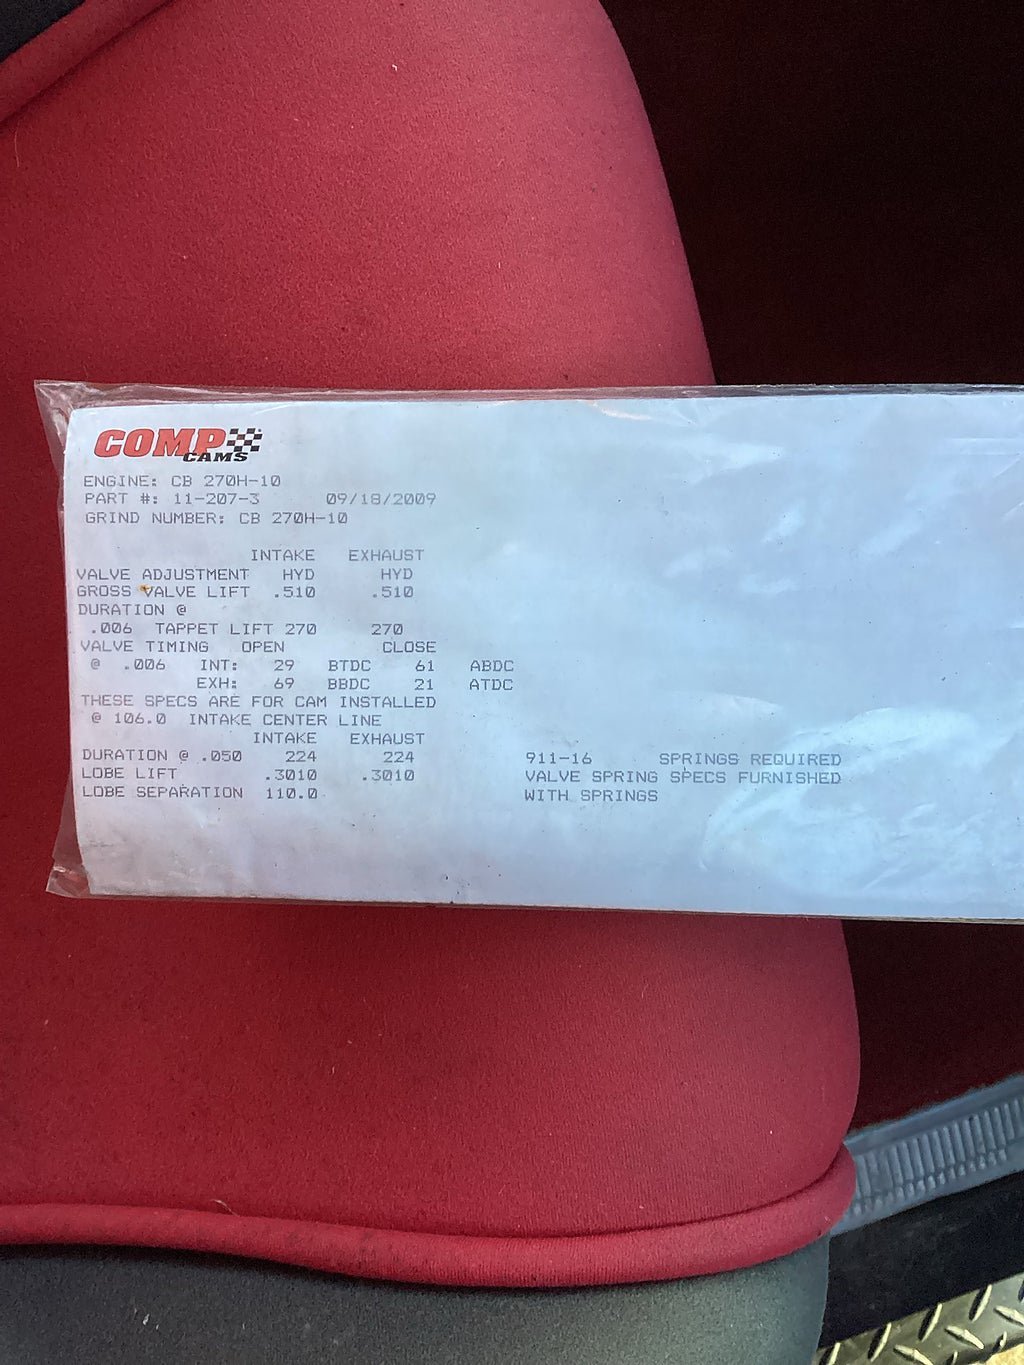 COMP
CAMS
ENGINE: CB 270H-10
PART #: 11-207-3 09/18/2009
GRIND NUMBER: CB 270H-10
INTAKE EXHAUST
VALVE ADJUSTMENT HYD HYD
GROSS VALVE LIFT .510 .510
DURATION @
.006 TAPPET LIFT 270 270
VALVE TIMING OPEN CLOSE
@ .006 INT: 29 BTDC 61 ABDC
EXH: 69 BBDC 21 ATDC
THESE SPECS ARE FOR CAM INSTALLED
@ 106.0 INTAKE CENTER LINE
INTAKE EXHAUST
DURATION @ .050 224 224 911-16 SPRINGS REQUIRED
LOBE LIFT .3010 .3010 VALVE SPRING SPECS FURNISHED
LOBE SEPARATION 110.0 WITH SPRINGS